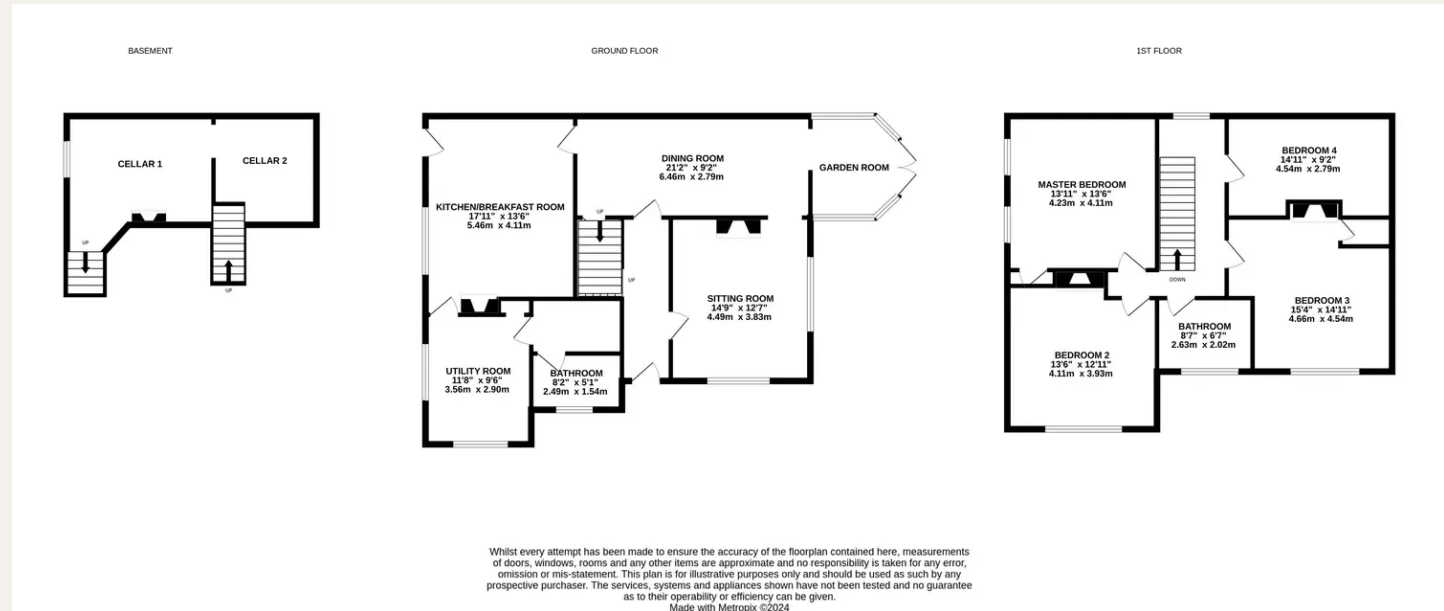 BASEMENT
GROUND FLOOR
1ST FLOOR
CELLAR 1
CELLAR 2
UP
UP
KITCHEN/BREAKFAST ROOM
17'11" x 13'6"
5.46m x 4.11m
DINING ROOM
21'2" x 9'2"
6.46m x 2.79m
GARDEN ROOM
UP
UP
SITTING ROOM
14'9" x 12'7"
4.49m x 3.83m
UTILITY ROOM
11'8" x 9'6"
3.56m x 2.90m
BATHROOM
8'2" x 5'1"
2.49m x 1.54m
MASTER BEDROOM
13'11" x 13'6"
4.23m x 4.11m
BEDROOM 4
14'11" x 9'2"
4.54m x 2.79m
DOWN
BEDROOM 3
15'4" x 14'11"
4.66m x 4.54m
BATHROOM
8'7" x 6'7"
2.63m x 2.02m
BEDROOM 2
13'6" x 12'11"
4.11m x 3.93m
Whilst every attempt has been made to ensure the accuracy of the floorplan contained here, measurements
of doors, windows, rooms and any other items are approximate and no responsibility is taken for any error,
omission or mis-statement. This plan is for illustrative purposes only and should be used as such by any
prospective purchaser. The services, systems and appliances shown have not been tested and no guarantee
as to their operability or efficiency can be given.
Made with Metropix ©2024